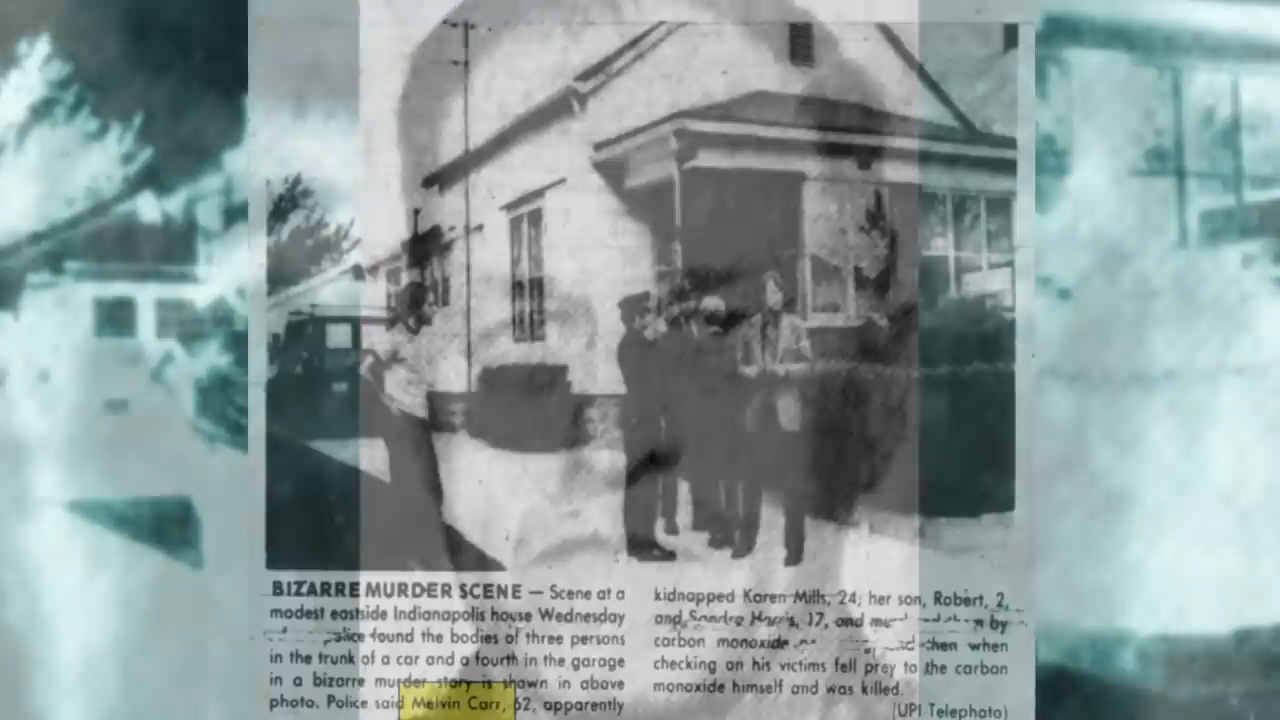 BIZARRE MURDER SCENE — Scene at a
modest eastside Indianapolis house Wednesday
found the bodies of three persons
in the trunk of a car and a fourth in the garage
in a bizarre murder story is shown in above
photo. Police said Melvin Carr, 62, apparently
kidnapped Karen Mills, 24; her son, Robert, 2,
and Sandra Harris, 17, and by
carbon monoxide then when
checking on his victims fell prey to the carbon
monoxide himself and was killed.
(UPI Telephoto)